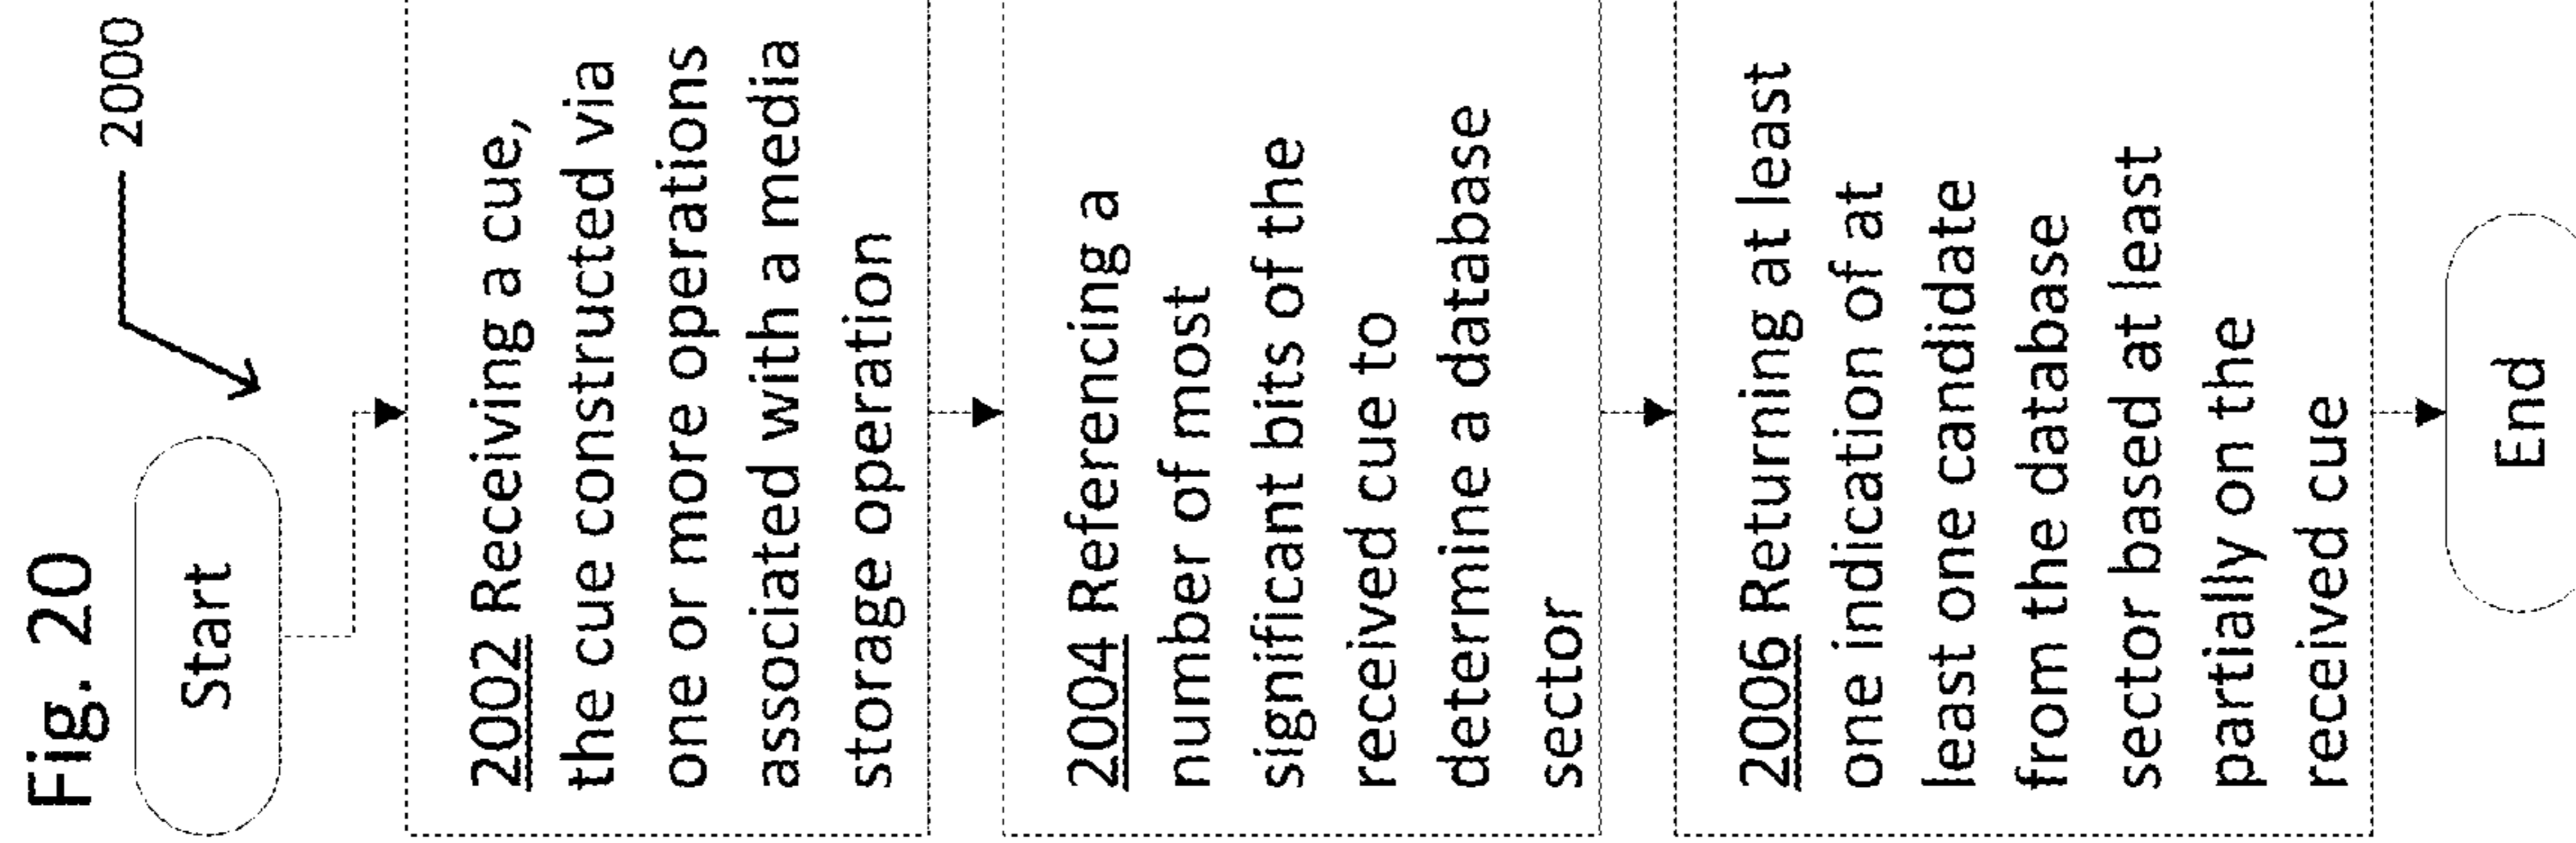 Fig. 20
2000
Start
2002 Receiving a cue,
the cue constructed via
one or more operations
associated with a media
storage operation
2004 Referencing a
number of most
significant bits of the
received cue to
determine a database
sector
2006 Returning at least
one indication of at
least one candidate
from the database
sector based at least
partially on the
received cue
End